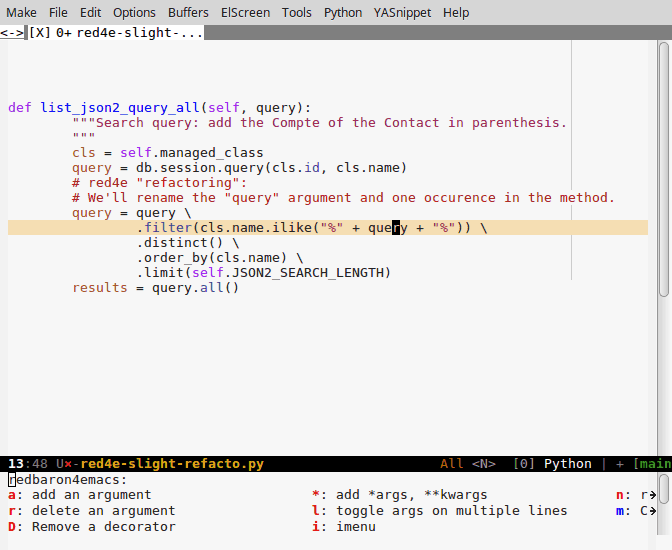 Make File Edit Options Buffers ElScreen Tools Python YASnippet Help
<->[X] 0+ red4e-slight-...
def list_json2_query_all(self, query):
"""Search query: add the Compte of the Contact in parenthesis.
"""
cls = self.managed_class
query = db.session.query(cls.id, cls.name)
# red4e "refactoring":
# We'll rename the "query" argument and one occurence in the method.
query = query \
.filter(cls.name.ilike("%" + query + "%")) \
.distinct() \
.order_by(cls.name) \
.limit(self.JSON2_SEARCH_LENGTH)
results = query.all()
13:48 U×-red4e-slight-refacto.py All <N> [0] Python | + [main
redbaron4emacs:
a: add an argument *: add *args, **kwargs n: r
r: delete an argument l: toggle args on multiple lines m: C
D: Remove a decorator i: imenu